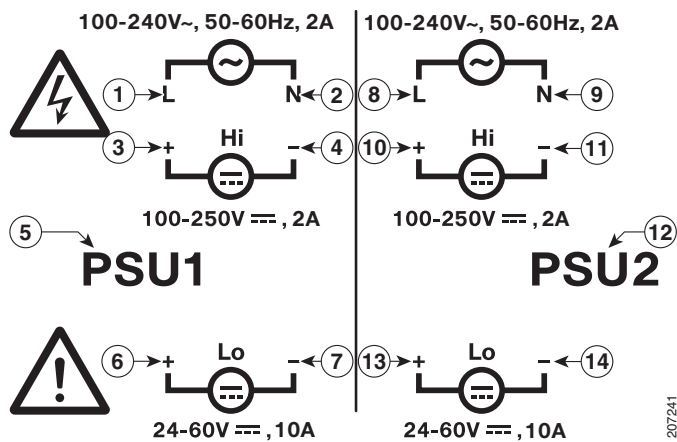 100-240V~, 50-60Hz, 2A
100-240V~, 50-60Hz, 2A
1 L N 2 8 L N 9
3 + Hi - 4 10 + Hi - 11
100-250V ⎓ , 2A
100-250V ⎓ , 2A
5 12
PSU1
PSU2
6 + Lo - 7 13 + Lo - 14
24-60V ⎓ , 10A
24-60V ⎓ , 10A
207241